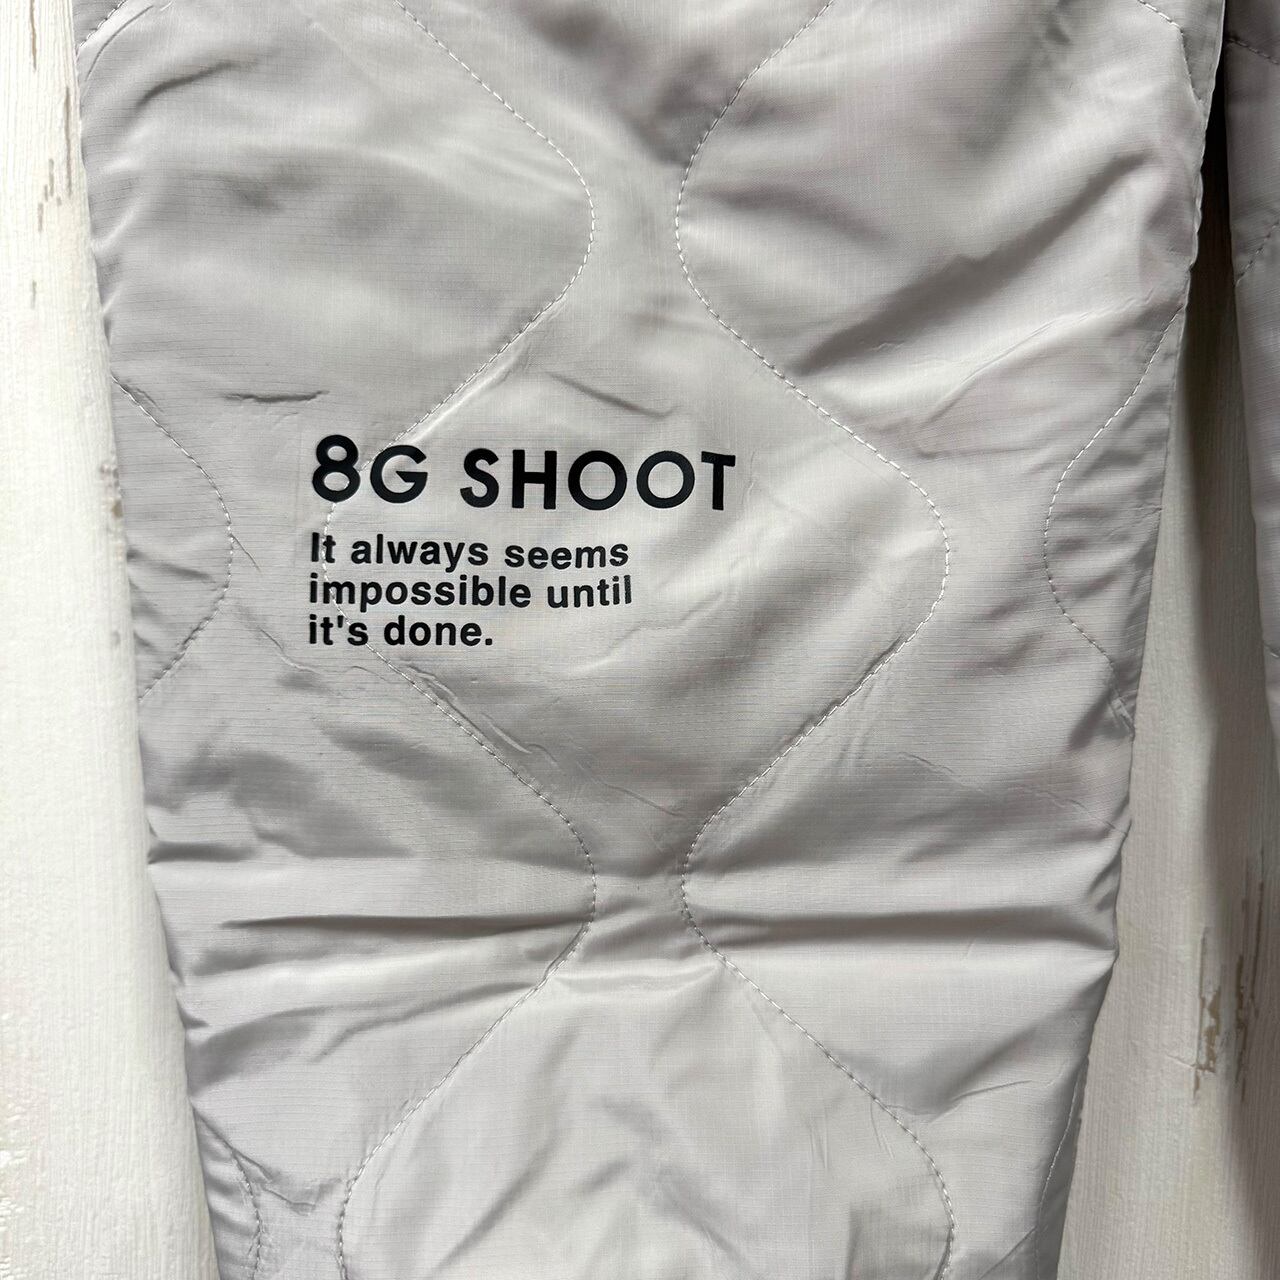 8G SHOOT
It always seems
impossible until
it's done.